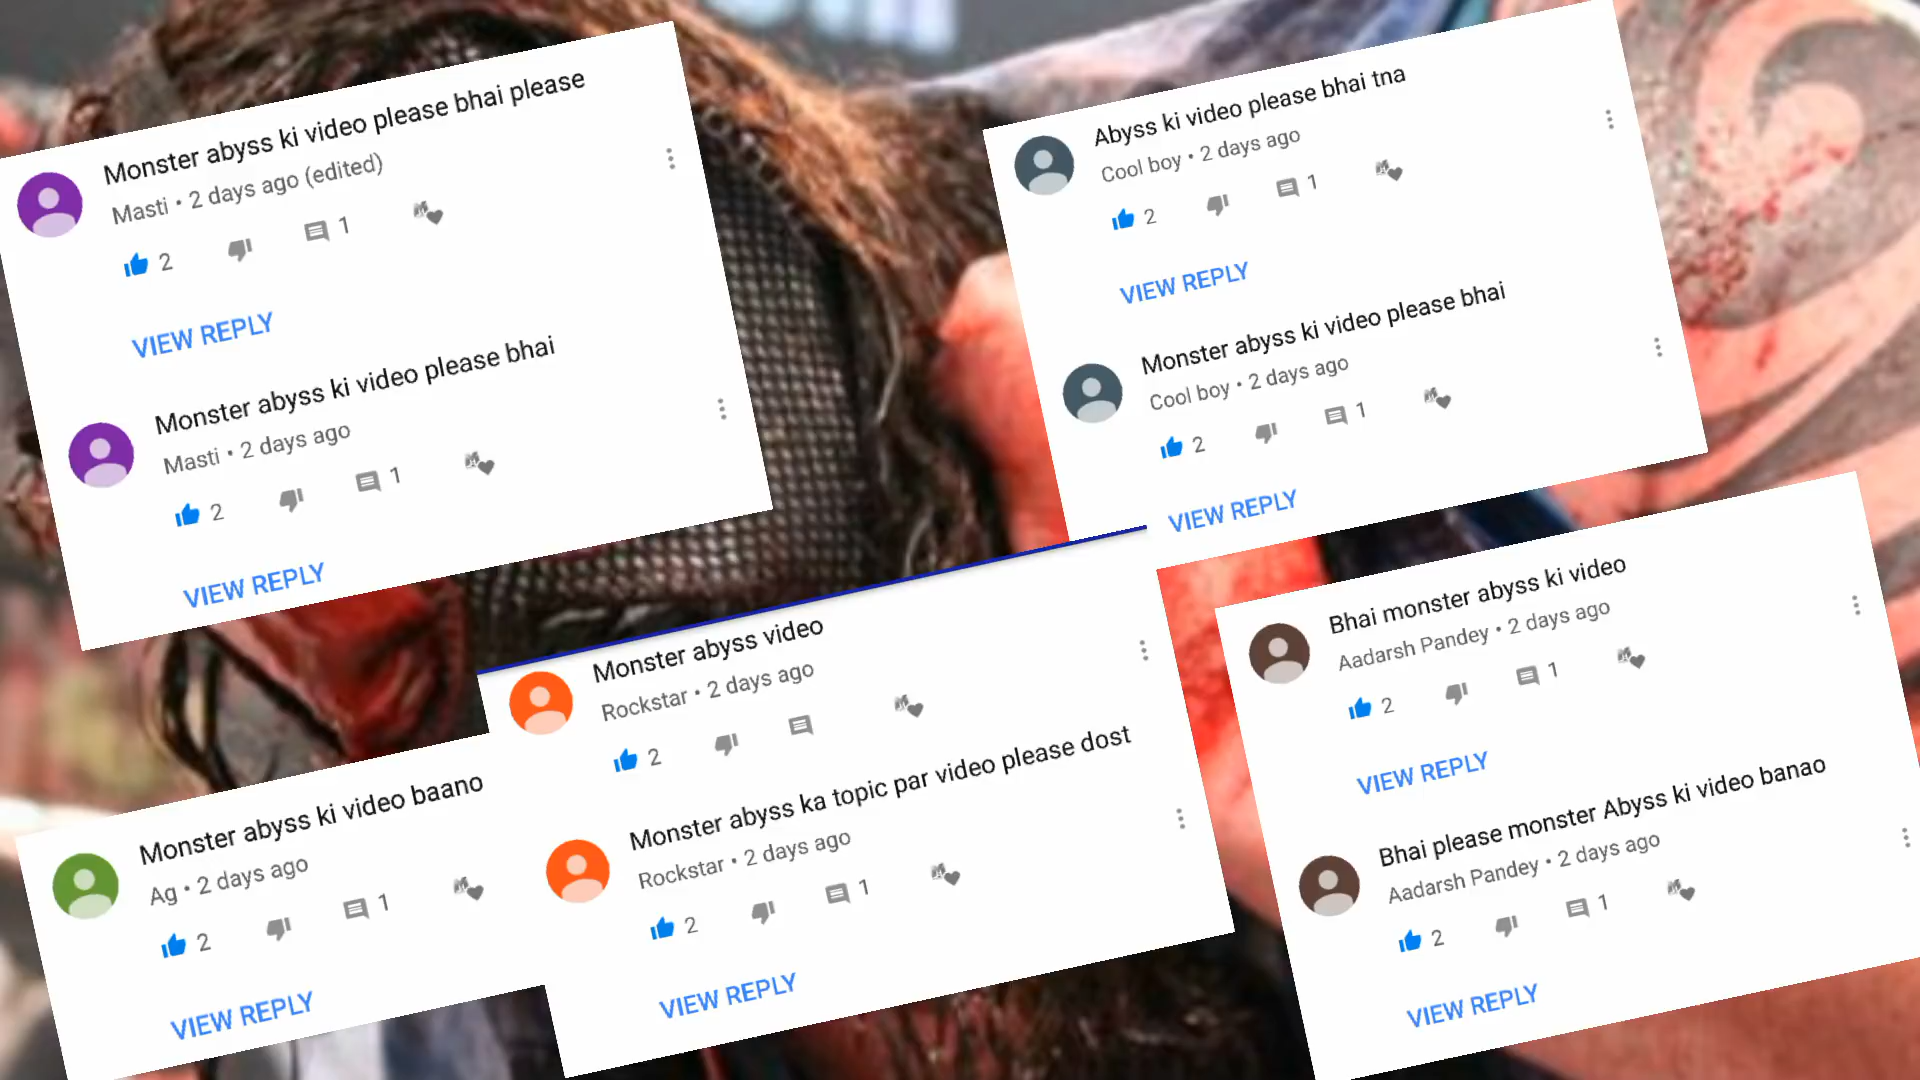 Monster abyss ki video please bhai please
Masti • 2 days ago (edited)
2
1
VIEW REPLY
Monster abyss ki video please bhai
Masti • 2 days ago
2
1
VIEW REPLY
Abyss ki video please bhai tna
Cool boy • 2 days ago
2
1
VIEW REPLY
Monster abyss ki video please bhai
Cool boy • 2 days ago
2
1
VIEW REPLY
Monster abyss video
Rockstar • 2 days ago
2
Monster abyss ka topic par video please dost
Rockstar • 2 days ago
2
1
VIEW REPLY
Monster abyss ki video baano
Ag • 2 days ago
2
1
VIEW REPLY
Bhai monster abyss ki video
Aadarsh Pandey • 2 days ago
2
1
VIEW REPLY
Bhai please monster Abyss ki video banao
Aadarsh Pandey • 2 days ago
2
1
VIEW REPLY